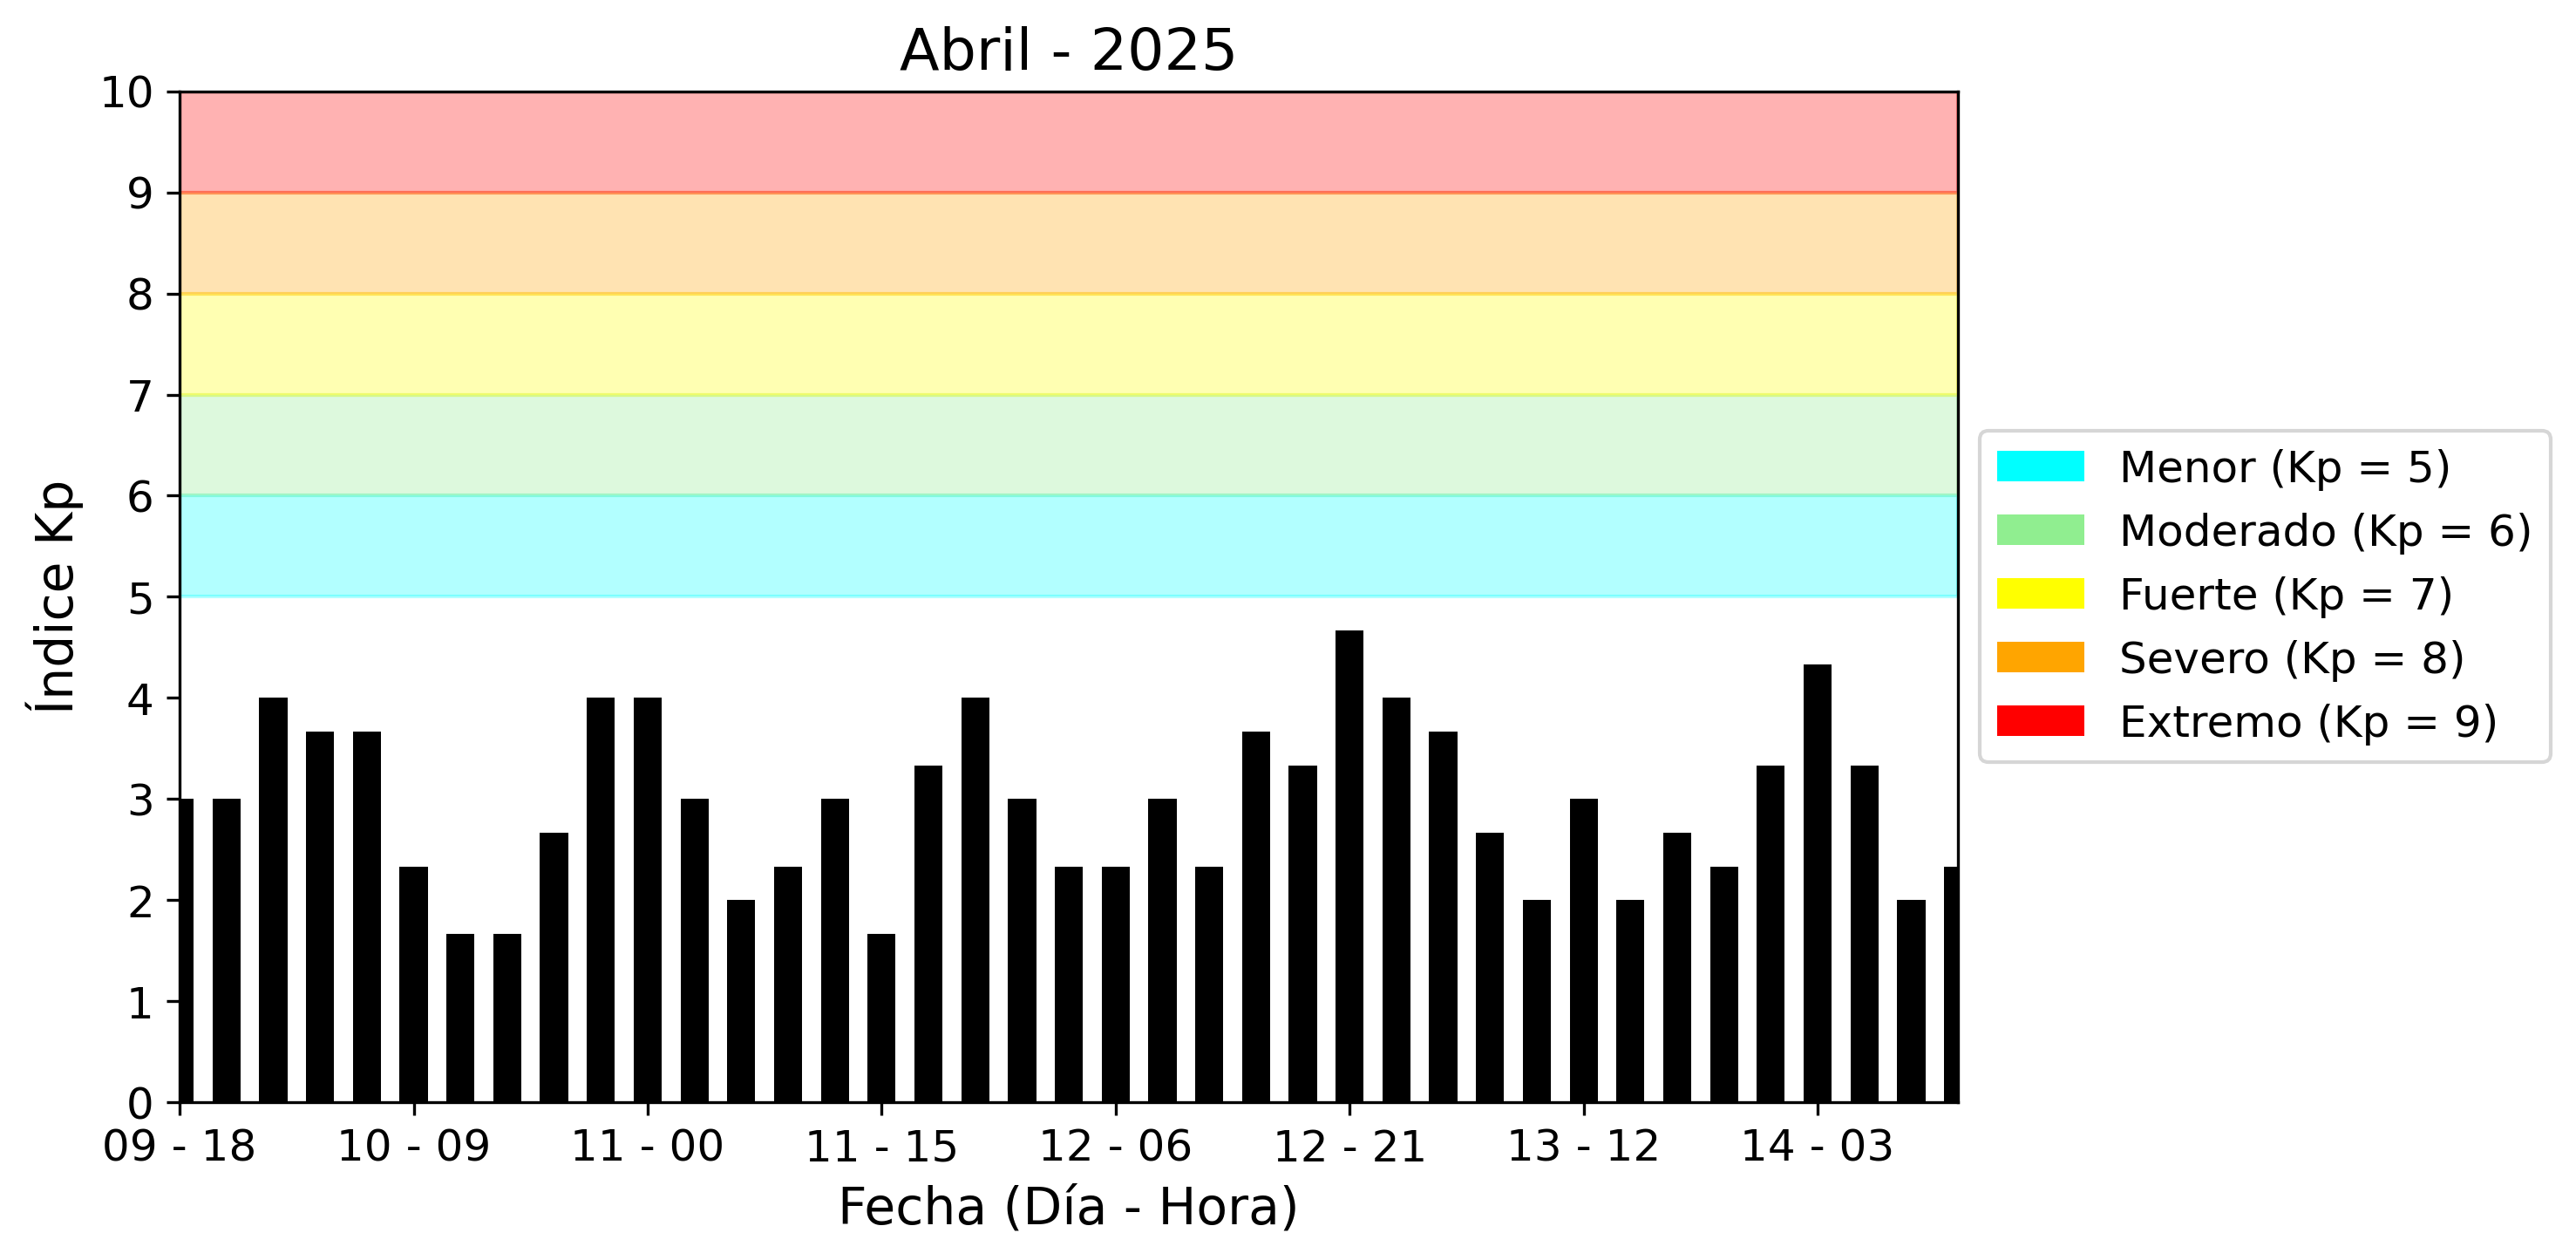 Abril - 2025
10
9
8
7
6
5
4
3
2
1
0
Índice Kp
09 - 18
10 - 09
11 - 00
11 - 15
12 - 06
12 - 21
13 - 12
14 - 03
Fecha (Día - Hora)
Menor (Kp = 5)
Moderado (Kp = 6)
Fuerte (Kp = 7)
Severo (Kp = 8)
Extremo (Kp = 9)